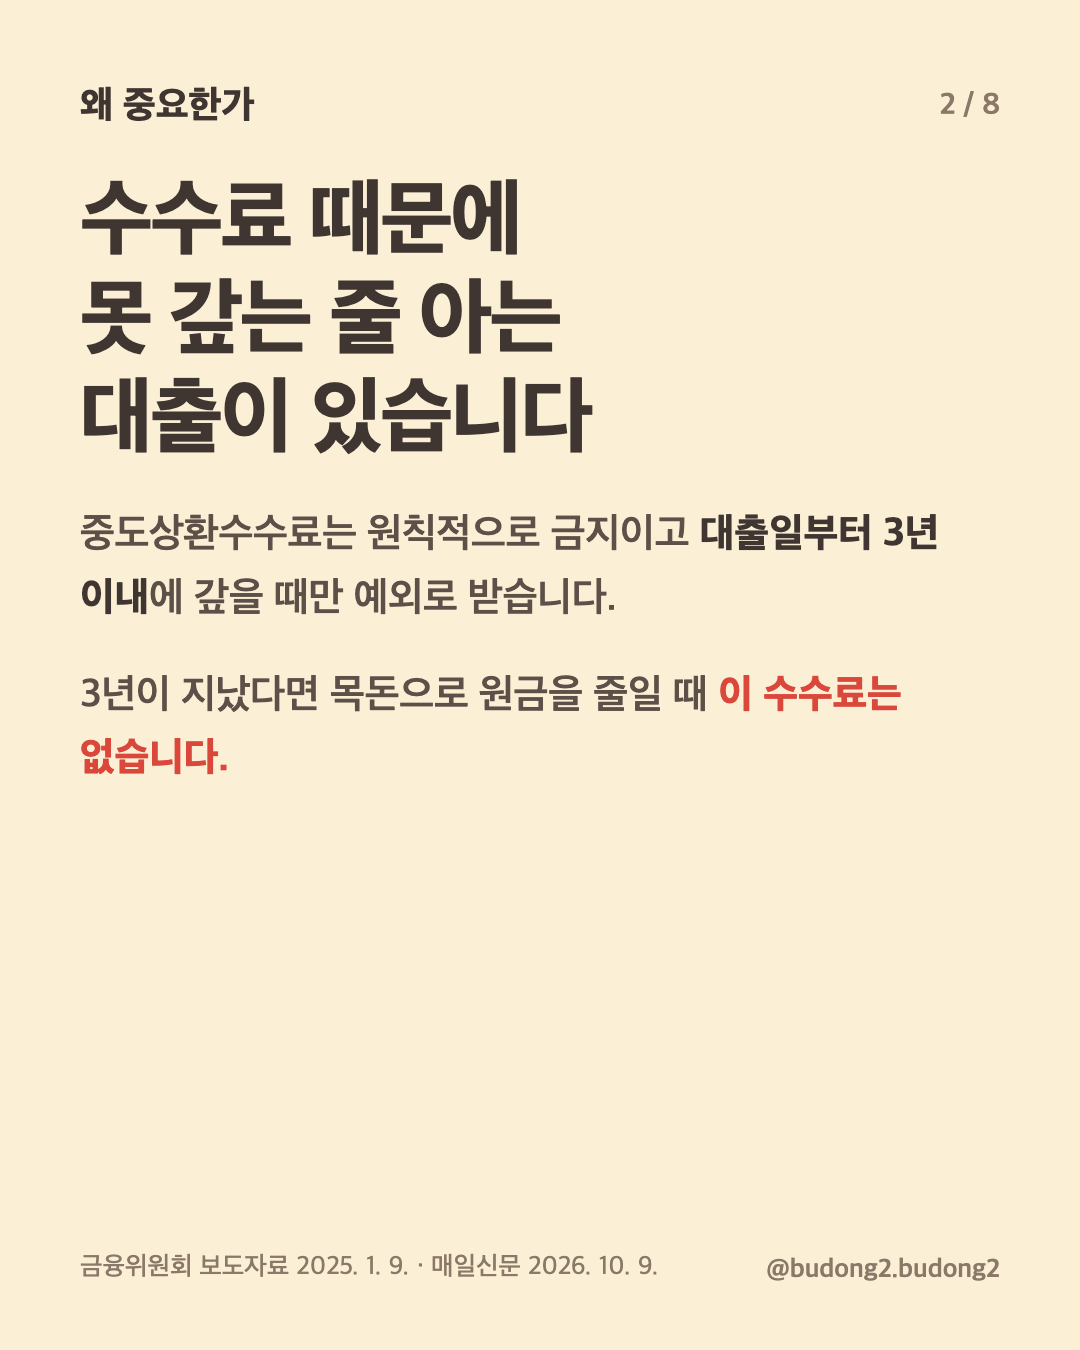 왜 중요한가
2 / 8
수수료 때문에
못 갚는 줄 아는
대출이 있습니다
중도상환수수료는 원칙적으로 금지이고 대출일부터 3년
이내에 갚을 때만 예외로 받습니다.
3년이 지났다면 목돈으로 원금을 줄일 때 이 수수료는
없습니다.
금융위원회 보도자료 2025. 1. 9. · 매일신문 2026. 10. 9.
@budong2.budong2